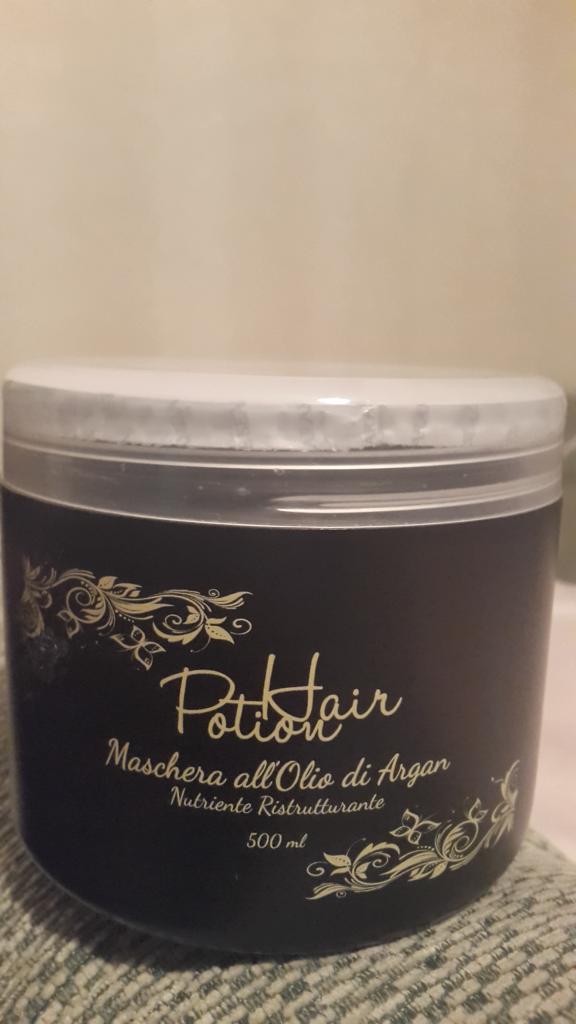 Hair
Potion
Maschera all'Olio di Argan
Nutriente Ristrutturante
500 ml